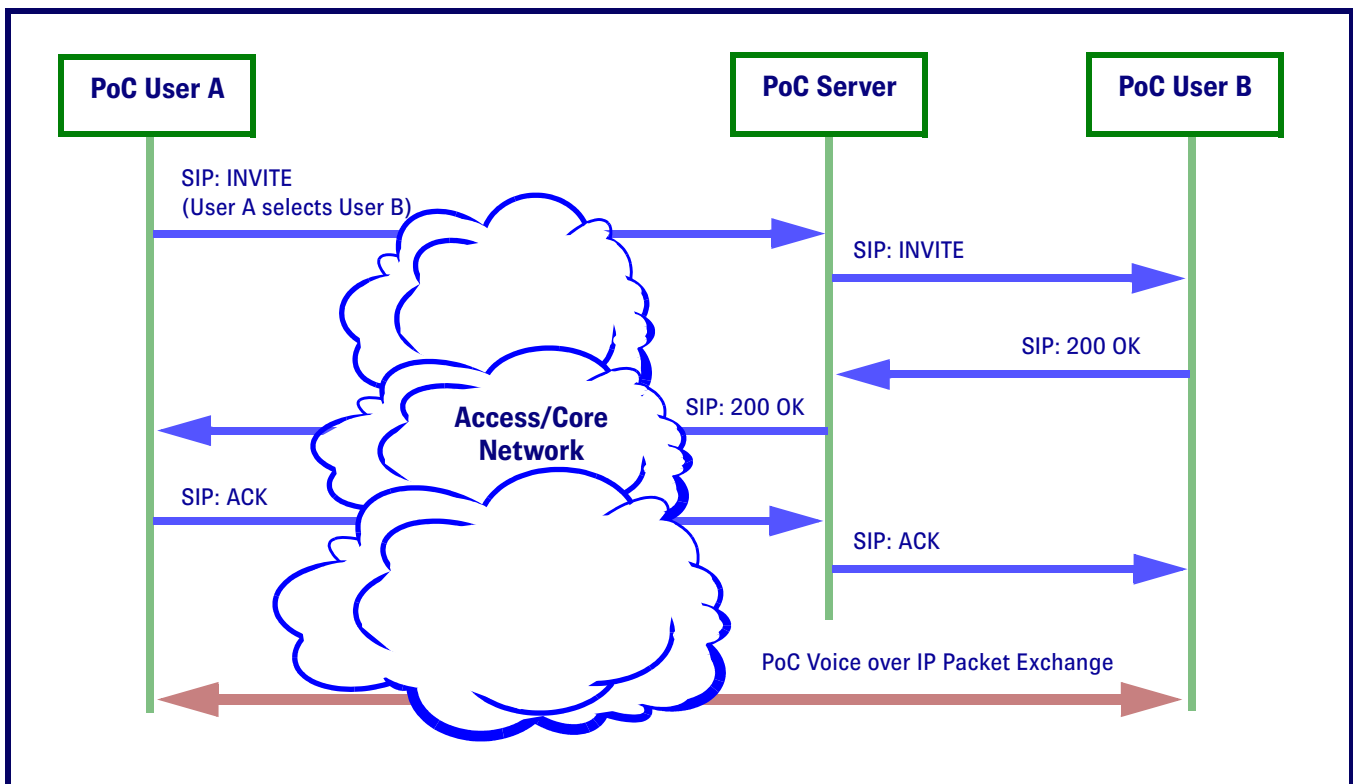 PoC User A
PoC Server
PoC User B
SIP: INVITE
(User A selects User B)
SIP: INVITE
SIP: 200 OK
SIP: 200 OK
Access/Core
Network
SIP: ACK
SIP: ACK
PoC Voice over IP Packet Exchange